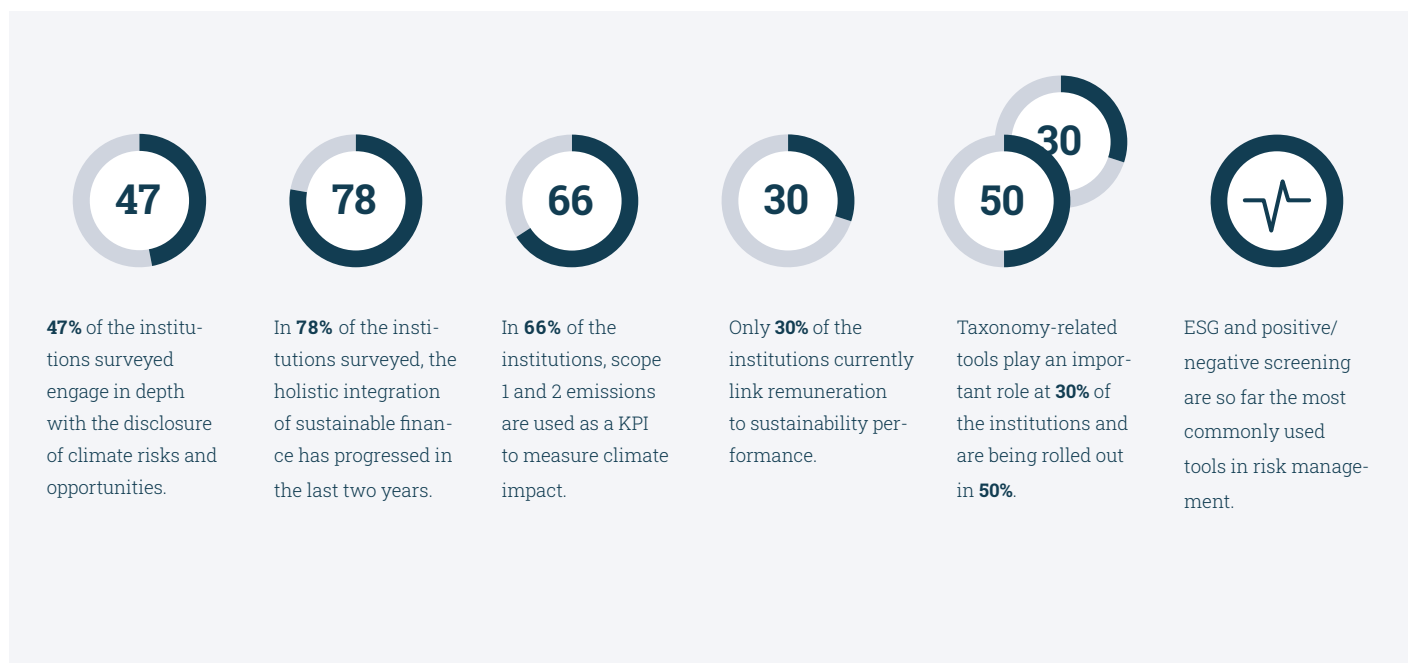 47
78
66
30
30
50
47% of the institu-
tions surveyed
engage in depth
with the disclosure
of climate risks and
opportunities.
In 78% of the insti-
tutions surveyed, the
holistic integration
of sustainable finan-
ce has progressed in
the last two years.
In 66% of the
institutions, scope
1 and 2 emissions
are used as a KPI
to measure climate
impact.
Only 30% of the
institutions currently
link remuneration
to sustainability per-
formance.
Taxonomy-related
tools play an impor-
tant role at 30% of
the institutions and
are being rolled out
in 50%.
ESG and positive/
negative screening
are so far the most
commonly used
tools in risk manage-
ment.